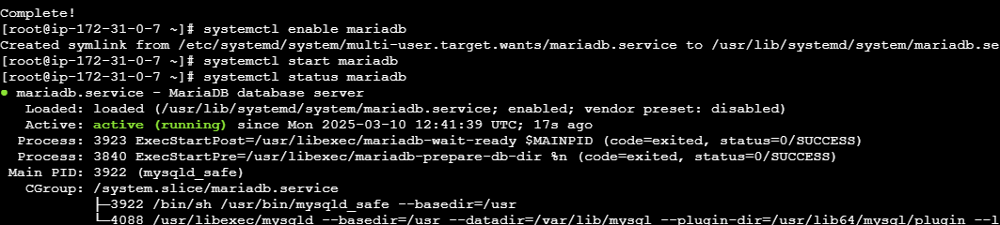 Complete!
[root@ip-172-31-0-7 ~]# systemctl enable mariadb
Created symlink from /etc/systemd/system/multi-user.target.wants/mariadb.service to /usr/lib/systemd/system/mariadb.se
[root@ip-172-31-0-7 ~]# systemctl start mariadb
[root@ip-172-31-0-7 ~]# systemctl status mariadb
● mariadb.service - MariaDB database server
   Loaded: loaded (/usr/lib/systemd/system/mariadb.service; enabled; vendor preset: disabled)
   Active: active (running) since Mon 2025-03-10 12:41:39 UTC; 17s ago
  Process: 3923 ExecStartPost=/usr/libexec/mariadb-wait-ready $MAINPID (code=exited, status=0/SUCCESS)
  Process: 3840 ExecStartPre=/usr/libexec/mariadb-prepare-db-dir %n (code=exited, status=0/SUCCESS)
 Main PID: 3922 (mysqld_safe)
   CGroup: /system.slice/mariadb.service
           ├─3922 /bin/sh /usr/bin/mysqld_safe --basedir=/usr
           └─4088 /usr/libexec/mysqld --basedir=/usr --datadir=/var/lib/mysql --plugin-dir=/usr/lib64/mysql/plugin --